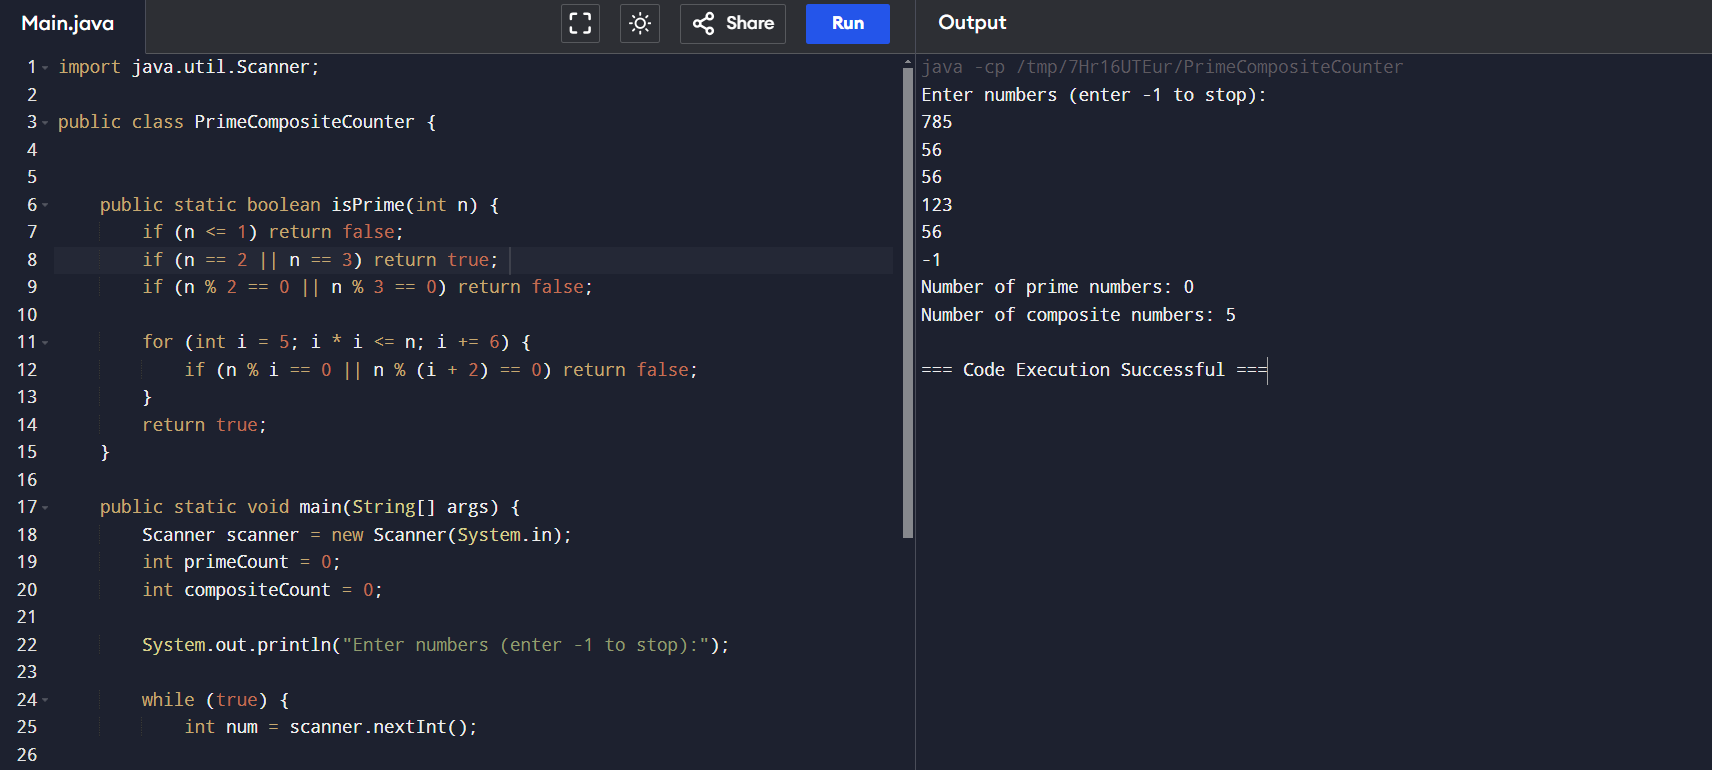 Main.java
Share
Run
Output
1 import java.util.Scanner;
2
3 public class PrimeCompositeCounter {
4
5
6     public static boolean isPrime(int n) {
7         if (n <= 1) return false;
8         if (n == 2 || n == 3) return true;
9         if (n % 2 == 0 || n % 3 == 0) return false;
10
11         for (int i = 5; i * i <= n; i += 6) {
12             if (n % i == 0 || n % (i + 2) == 0) return false;
13         }
14         return true;
15     }
16
17     public static void main(String[] args) {
18         Scanner scanner = new Scanner(System.in);
19         int primeCount = 0;
20         int compositeCount = 0;
21
22         System.out.println("Enter numbers (enter -1 to stop):");
23
24         while (true) {
25             int num = scanner.nextInt();
26
java -cp /tmp/7Hr16UTEur/PrimeCompositeCounter
Enter numbers (enter -1 to stop):
785
56
56
123
56
-1
Number of prime numbers: 0
Number of composite numbers: 5

=== Code Execution Successful ===